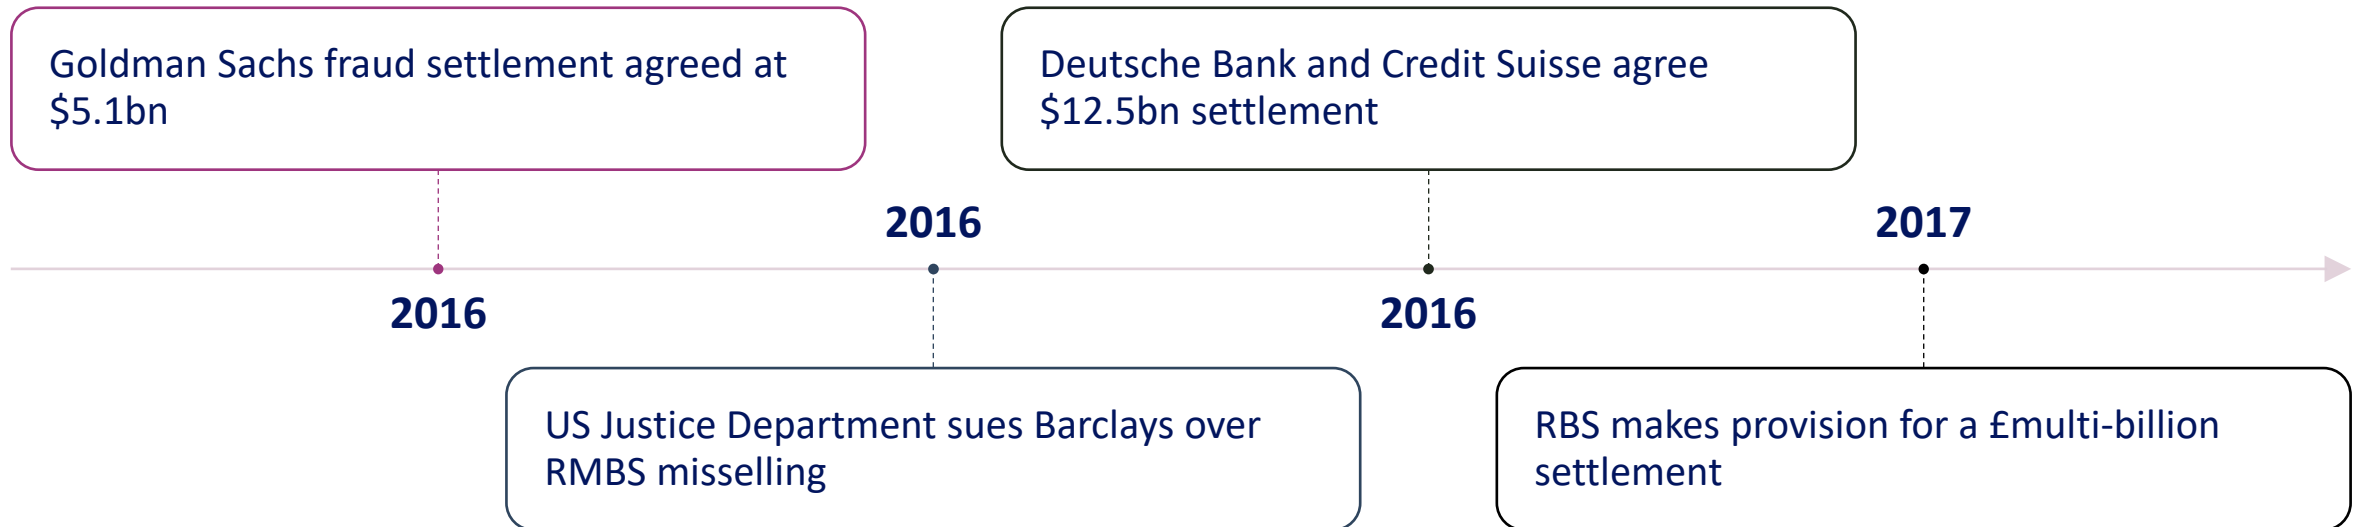 Goldman Sachs fraud settlement agreed at
$5.1bn
2016
2016
US Justice Department sues Barclays over
RMBS misselling
Deutsche Bank and Credit Suisse agree
$12.5bn settlement
2016
2017
RBS makes provision for a £multi-billion
settlement